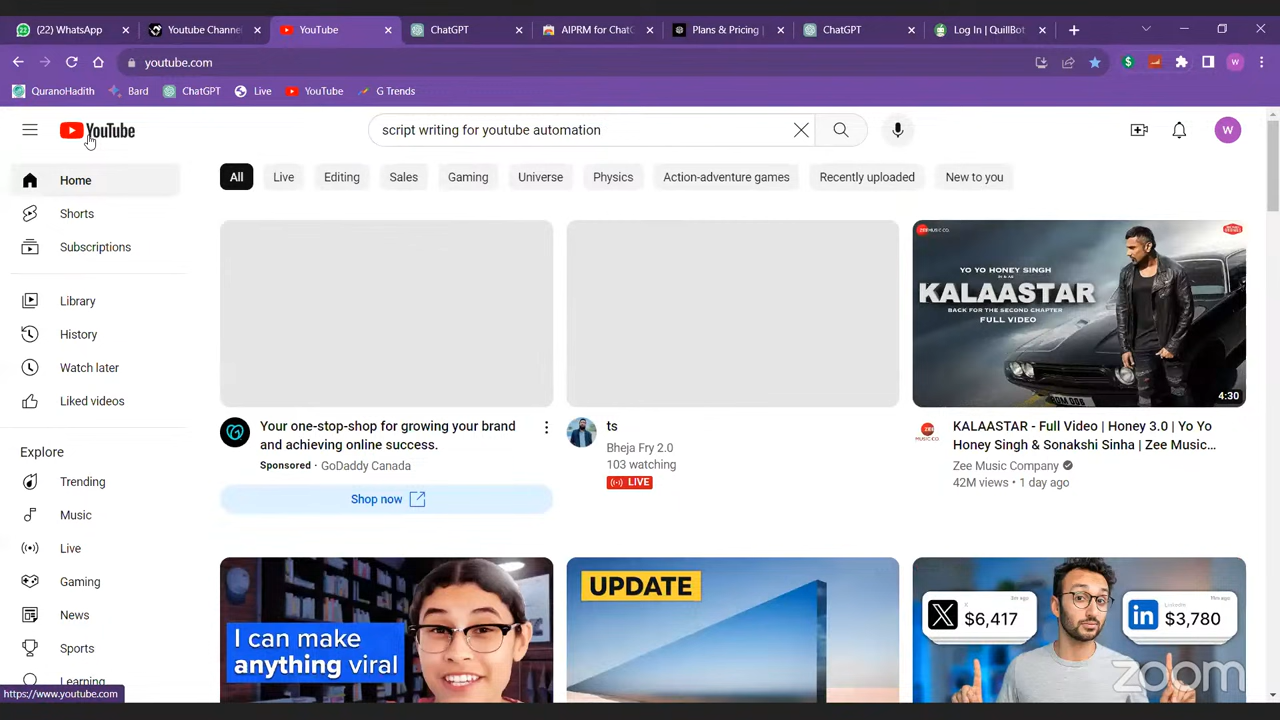 (22) WhatsApp
Youtube Channel
YouTube
ChatGPT
AIPRM for ChatG
Plans & Pricing |
ChatGPT
Log In | QuillBot
youtube.com
W
QuranoHadith
Bard
ChatGPT
Live
YouTube
G Trends
YouTube
script writing for youtube automation
W
Home
Shorts
Subscriptions
Library
History
Watch later
Liked videos
Explore
Trending
Music
Live
Gaming
News
Sports
Learning
https://www.youtube.com
All
Live
Editing
Sales
Gaming
Universe
Physics
Action-adventure games
Recently uploaded
New to you
Your one-stop-shop for growing your brand
and achieving online success.
Sponsored · GoDaddy Canada
Shop now
ts
Bheja Fry 2.0
103 watching
LIVE
ZEE MUSIC CO.
YO YO HONEY SINGH
KALAASTAR
BACK FOR THE SECOND CHAPTER
FULL VIDEO
4:30
KALAASTAR - Full Video | Honey 3.0 | Yo Yo
Honey Singh & Sonakshi Sinha | Zee Music...
Zee Music Company
42M views • 1 day ago
I can make
anything viral
UPDATE
X
$6,417
LinkedIn
in
$3,780
zoom